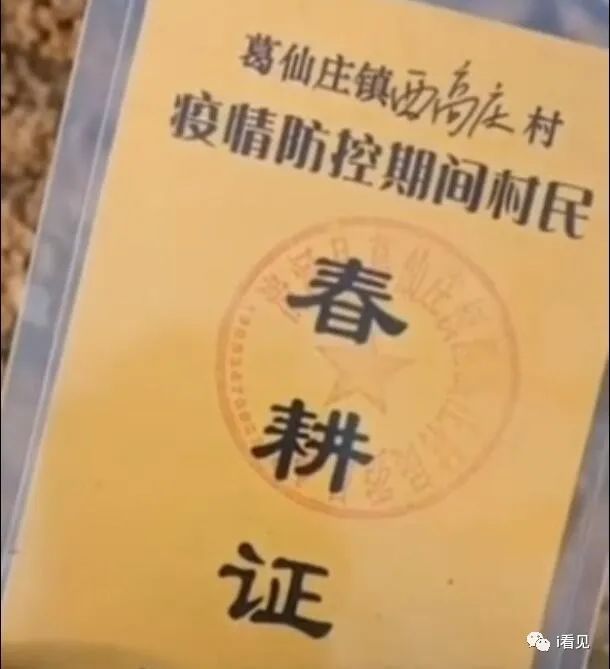 葛仙庄镇西高庄村
疫情防控期间村民
春
耕
证
i看见